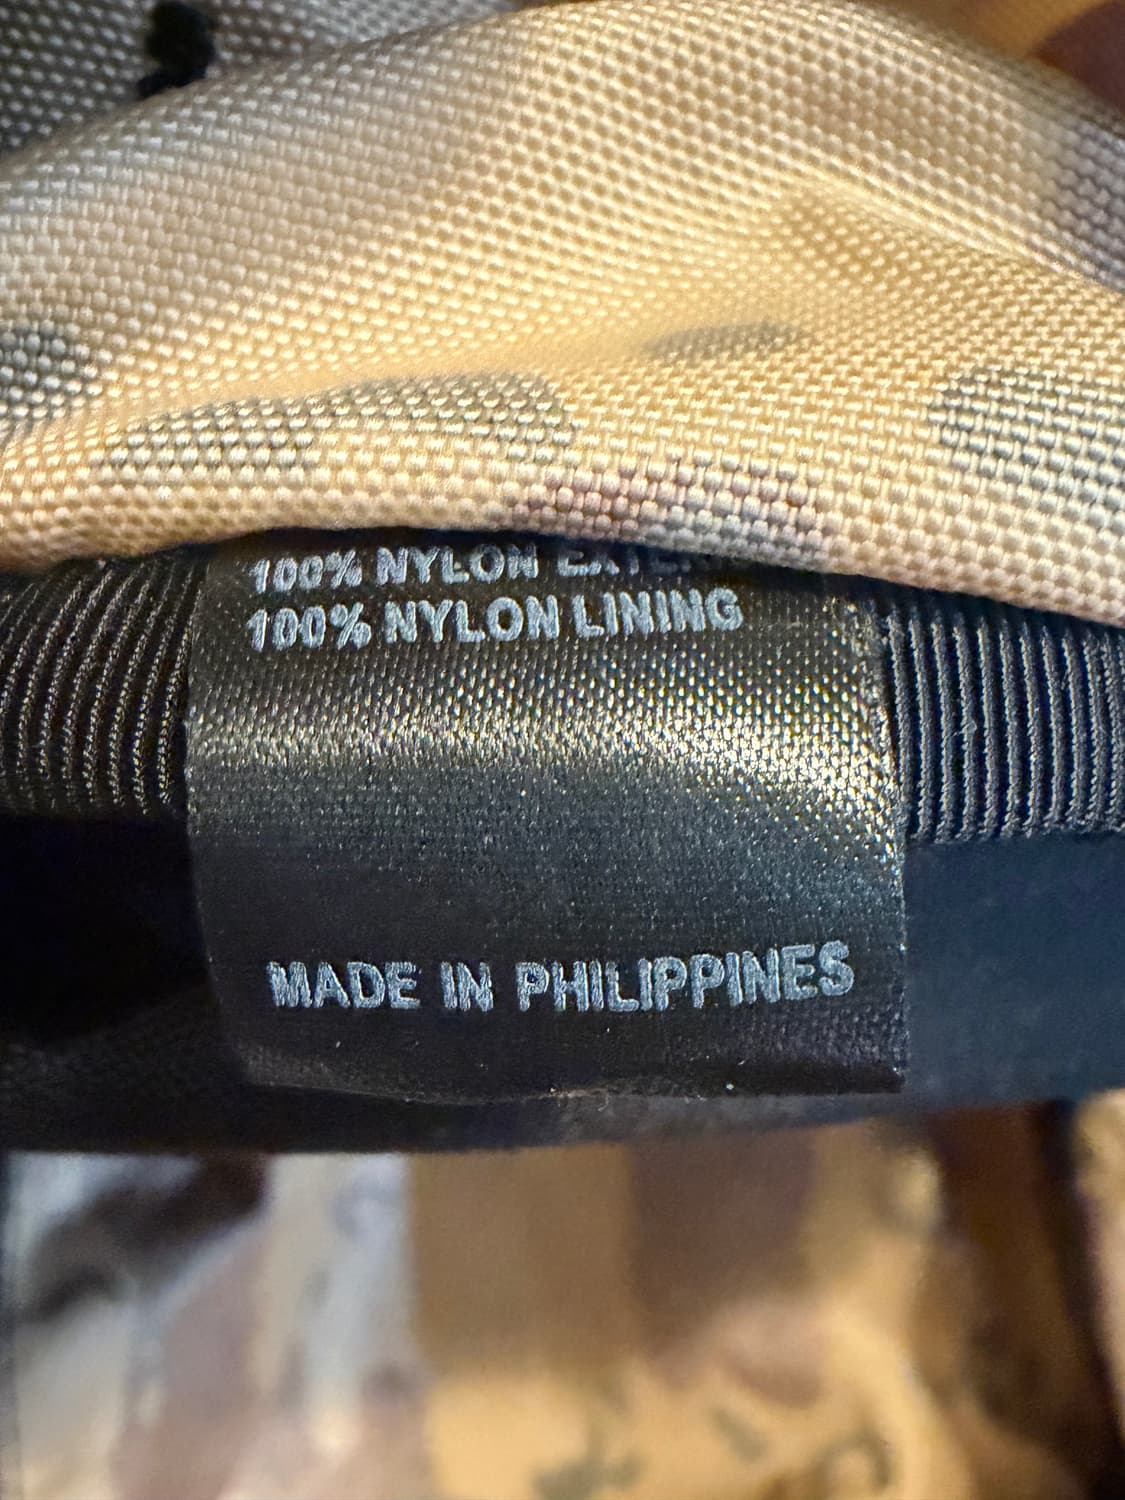 100% NYLON
100% NYLON LINING
MADE IN PHILIPPINES